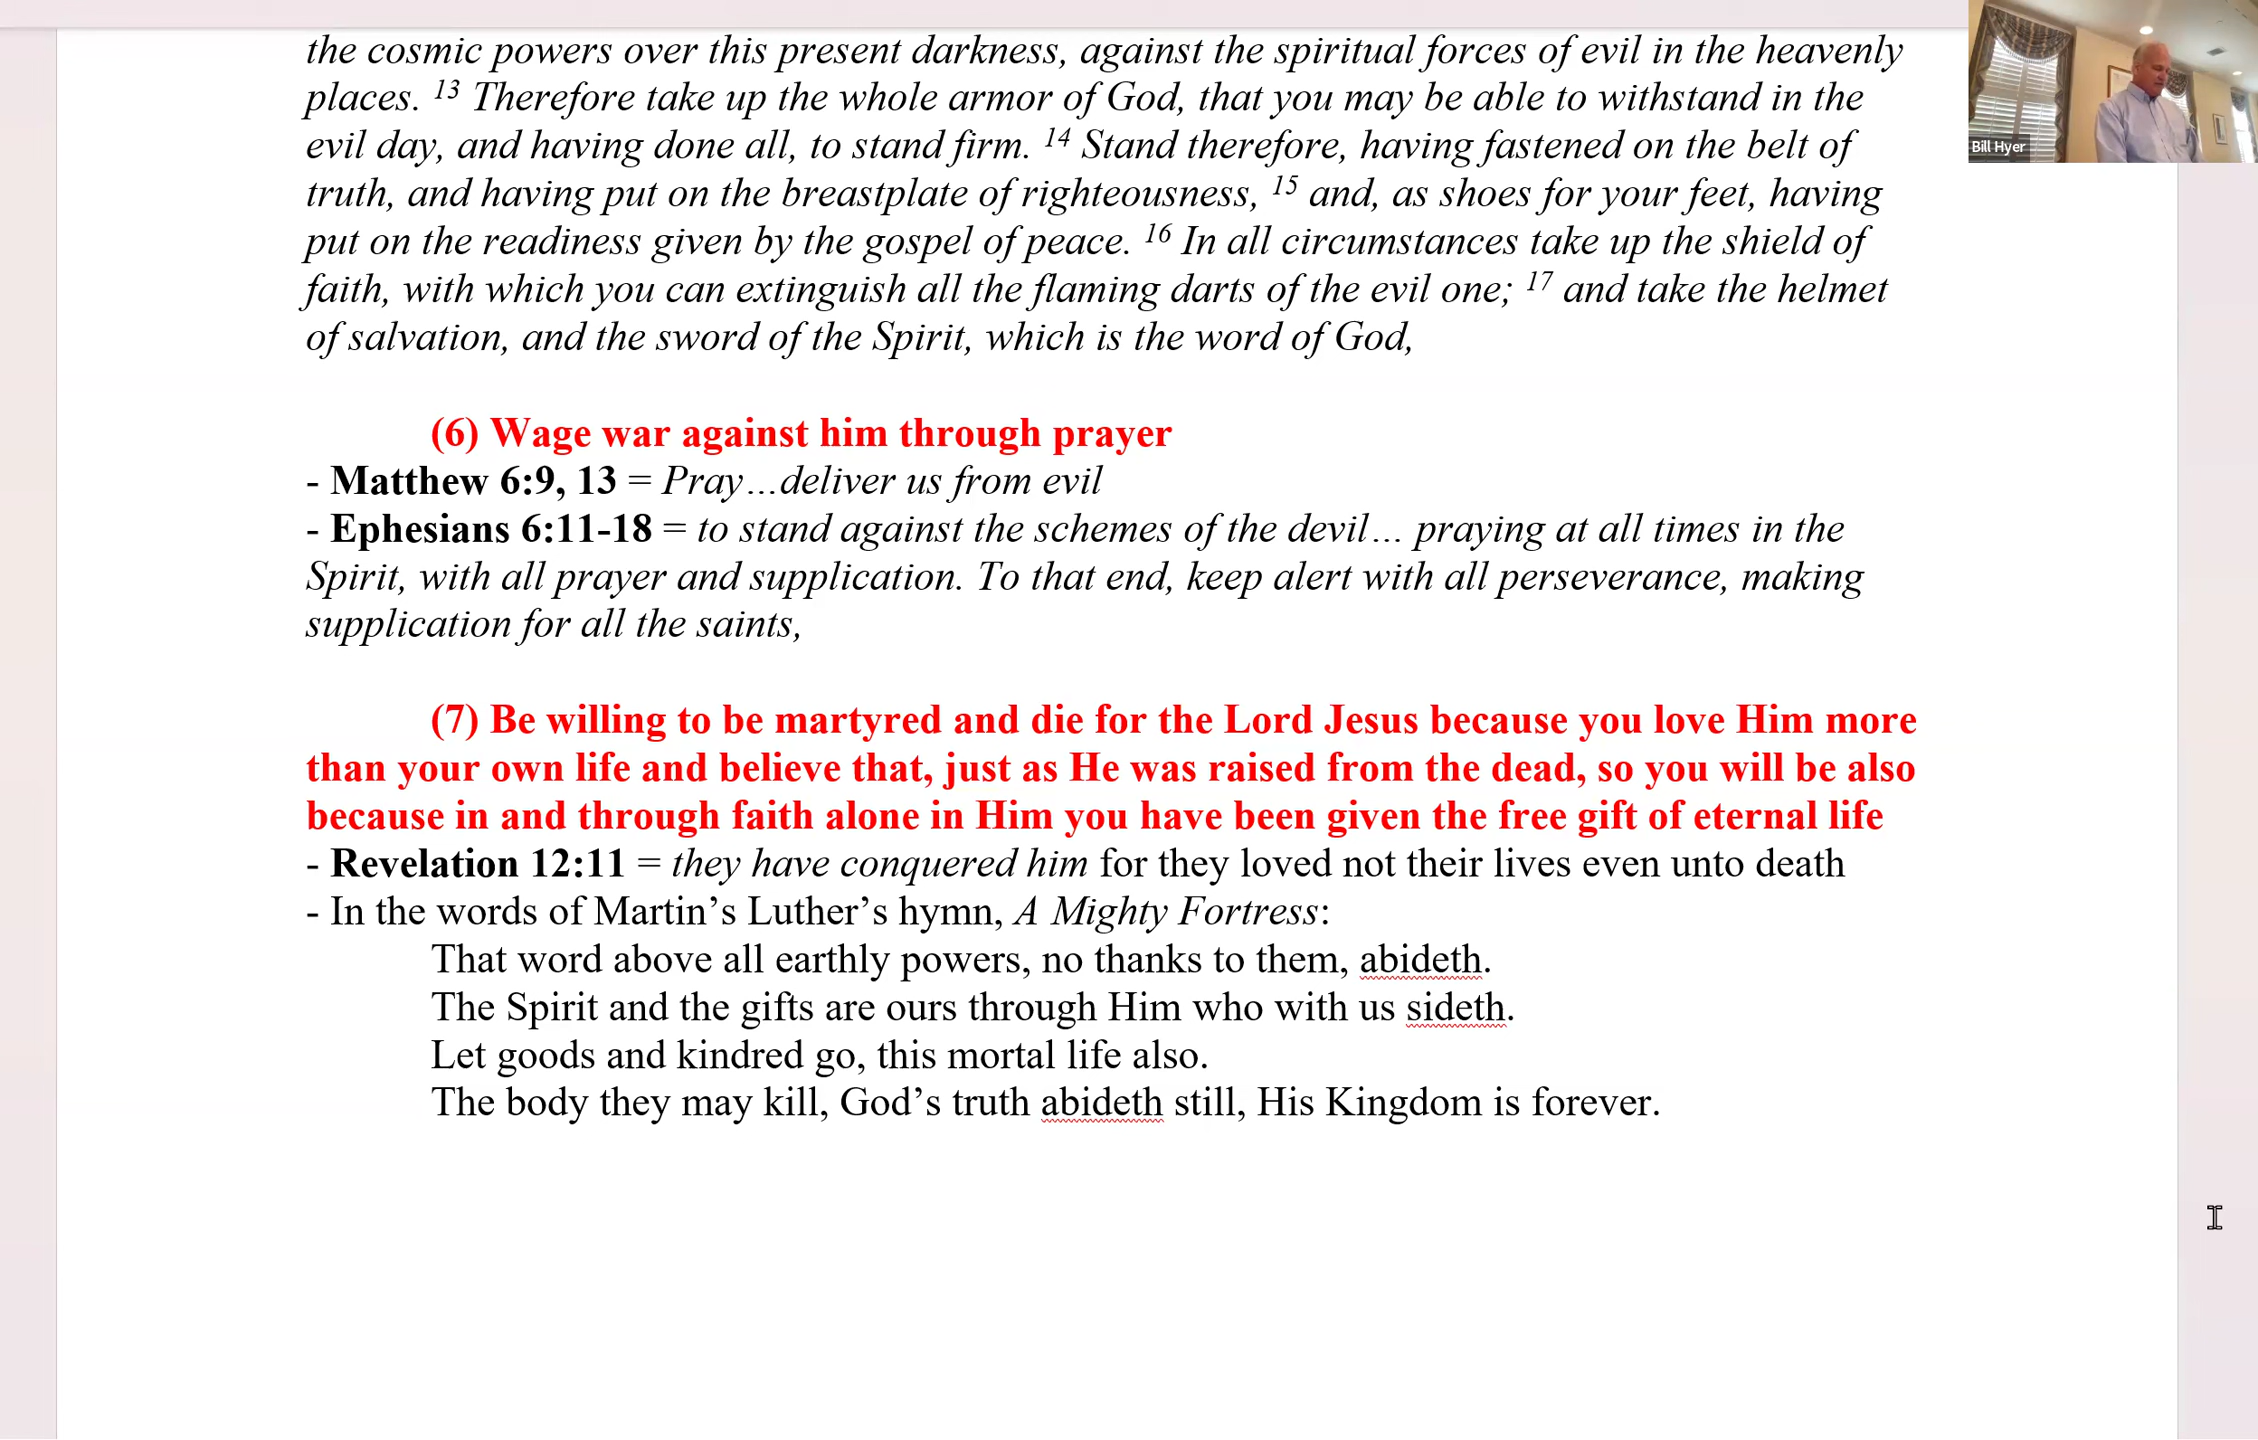 the cosmic powers over this present darkness, against the spiritual forces of evil in the heavenly
places. 13 Therefore take up the whole armor of God, that you may be able to withstand in the
evil day, and having done all, to stand firm. 14 Stand therefore, having fastened on the belt of
truth, and having put on the breastplate of righteousness, 15 and, as shoes for your feet, having
put on the readiness given by the gospel of peace. 16 In all circumstances take up the shield of
faith, with which you can extinguish all the flaming darts of the evil one; 17 and take the helmet
of salvation, and the sword of the Spirit, which is the word of God,
(6) Wage war against him through prayer
- Matthew 6:9, 13 = Pray…deliver us from evil
- Ephesians 6:11-18 = to stand against the schemes of the devil… praying at all times in the
Spirit, with all prayer and supplication. To that end, keep alert with all perseverance, making
supplication for all the saints,
(7) Be willing to be martyred and die for the Lord Jesus because you love Him more
than your own life and believe that, just as He was raised from the dead, so you will be also
because in and through faith alone in Him you have been given the free gift of eternal life
- Revelation 12:11 = they have conquered him for they loved not their lives even unto death
- In the words of Martin’s Luther’s hymn, A Mighty Fortress:
That word above all earthly powers, no thanks to them, abideth.
The Spirit and the gifts are ours through Him who with us sideth.
Let goods and kindred go, this mortal life also.
The body they may kill, God’s truth abideth still, His Kingdom is forever.
Bill Hyer